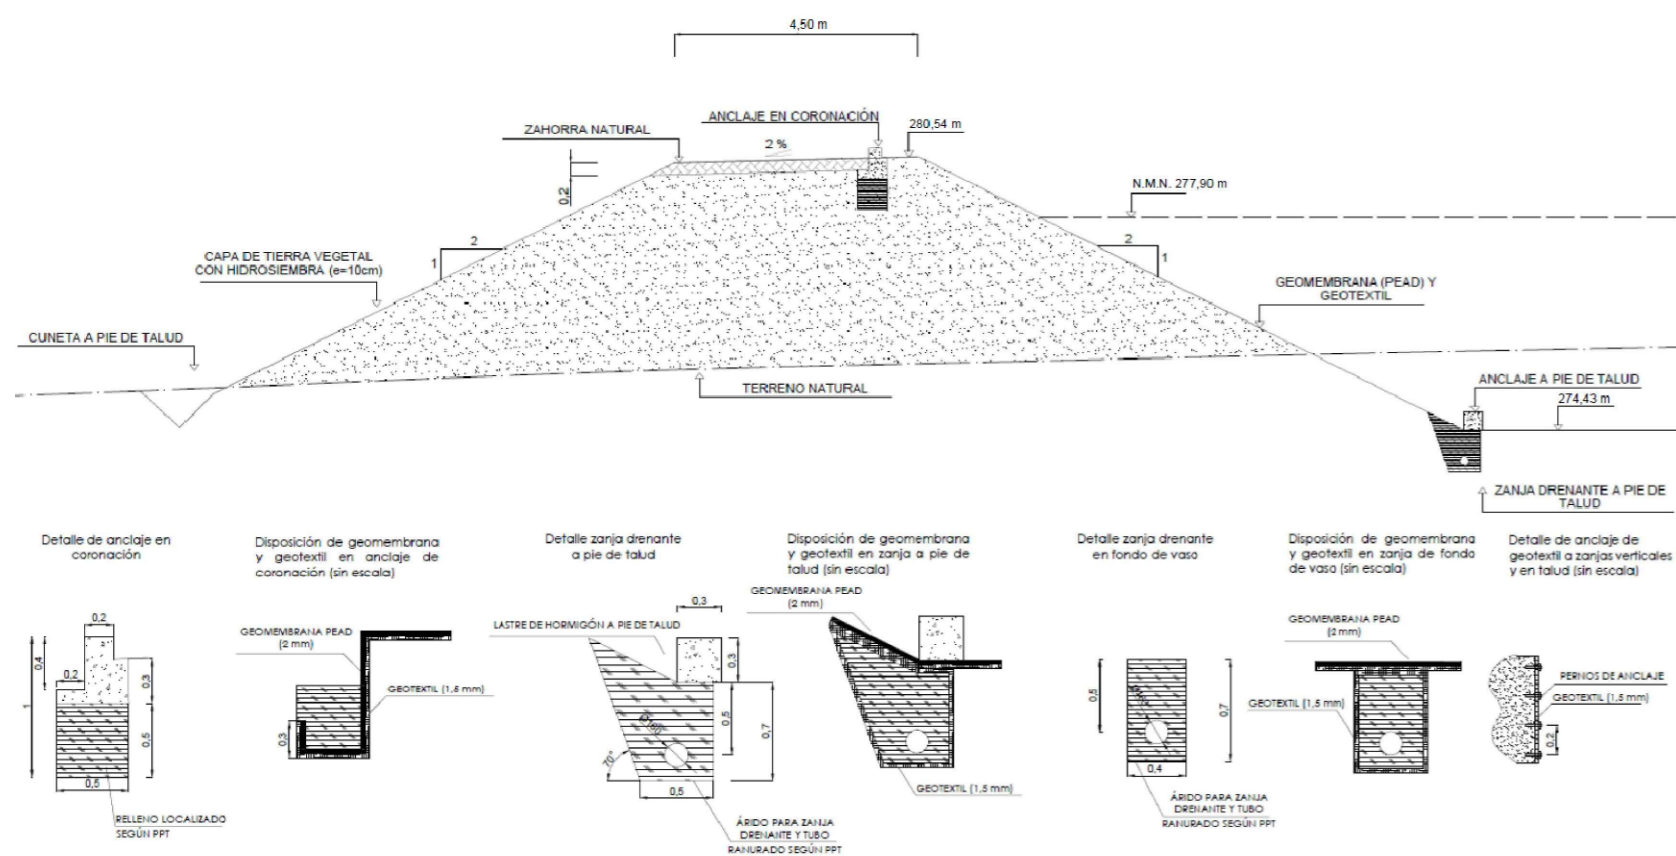 4,50 m
ANCLAJE EN CORONACIÓN
280,54 m
ZAHORRA NATURAL
2 %
0,2
N.M.N. 277,90 m
2
1
2
1
CAPA DE TIERRA VEGETAL
CON HIDROSIEMBRA (e=10cm)
GEOMEMBRANA (PEAD) Y
GEOTEXTIL
CUNETA A PIE DE TALUD
TERRENO NATURAL
ANCLAJE A PIE DE TALUD
274,43 m
ZANJA DRENANTE A PIE DE
TALUD
Detalle de anclaje en
coronación
0,2
0,4
0,2
1
0,3
0,5
0,5
RELLENO LOCALIZADO
SEGÚN PPT
Disposición de geomembrana
y geotextil en anclaje de
coronación (sin escala)
GEOMEMBRANA PEAD
(2 mm)
GEOTEXTIL (1,5 mm)
0,3
Detalle zanja drenante
a pie de talud
0,3
LASTRE DE HORMIGÓN A PIE DE TALUD
0,3
0,5
0,7
Ø160
70°
0,5
ÁRIDO PARA ZANJA
DRENANTE Y TUBO
RANURADO SEGÚN PPT
Disposición de geomembrana
y geotextil en zanja a pie de
talud (sin escala)
GEOMEMBRANA PEAD
(2 mm)
GEOTEXTIL (1,5 mm)
Detalle zanja drenante
en fondo de vaso
0,5
0,7
0,4
ÁRIDO PARA ZANJA
DRENANTE Y TUBO
RANURADO SEGÚN PPT
Disposición de geomembrana
y geotextil en zanja de fondo
de vaso (sin escala)
GEOMEMBRANA PEAD
(2 mm)
GEOTEXTIL (1,5 mm)
Detalle de anclaje de
geotextil a zanjas verticales
y en talud (sin escala)
PERNOS DE ANCLAJE
GEOTEXTIL (1,5 mm)
0,2